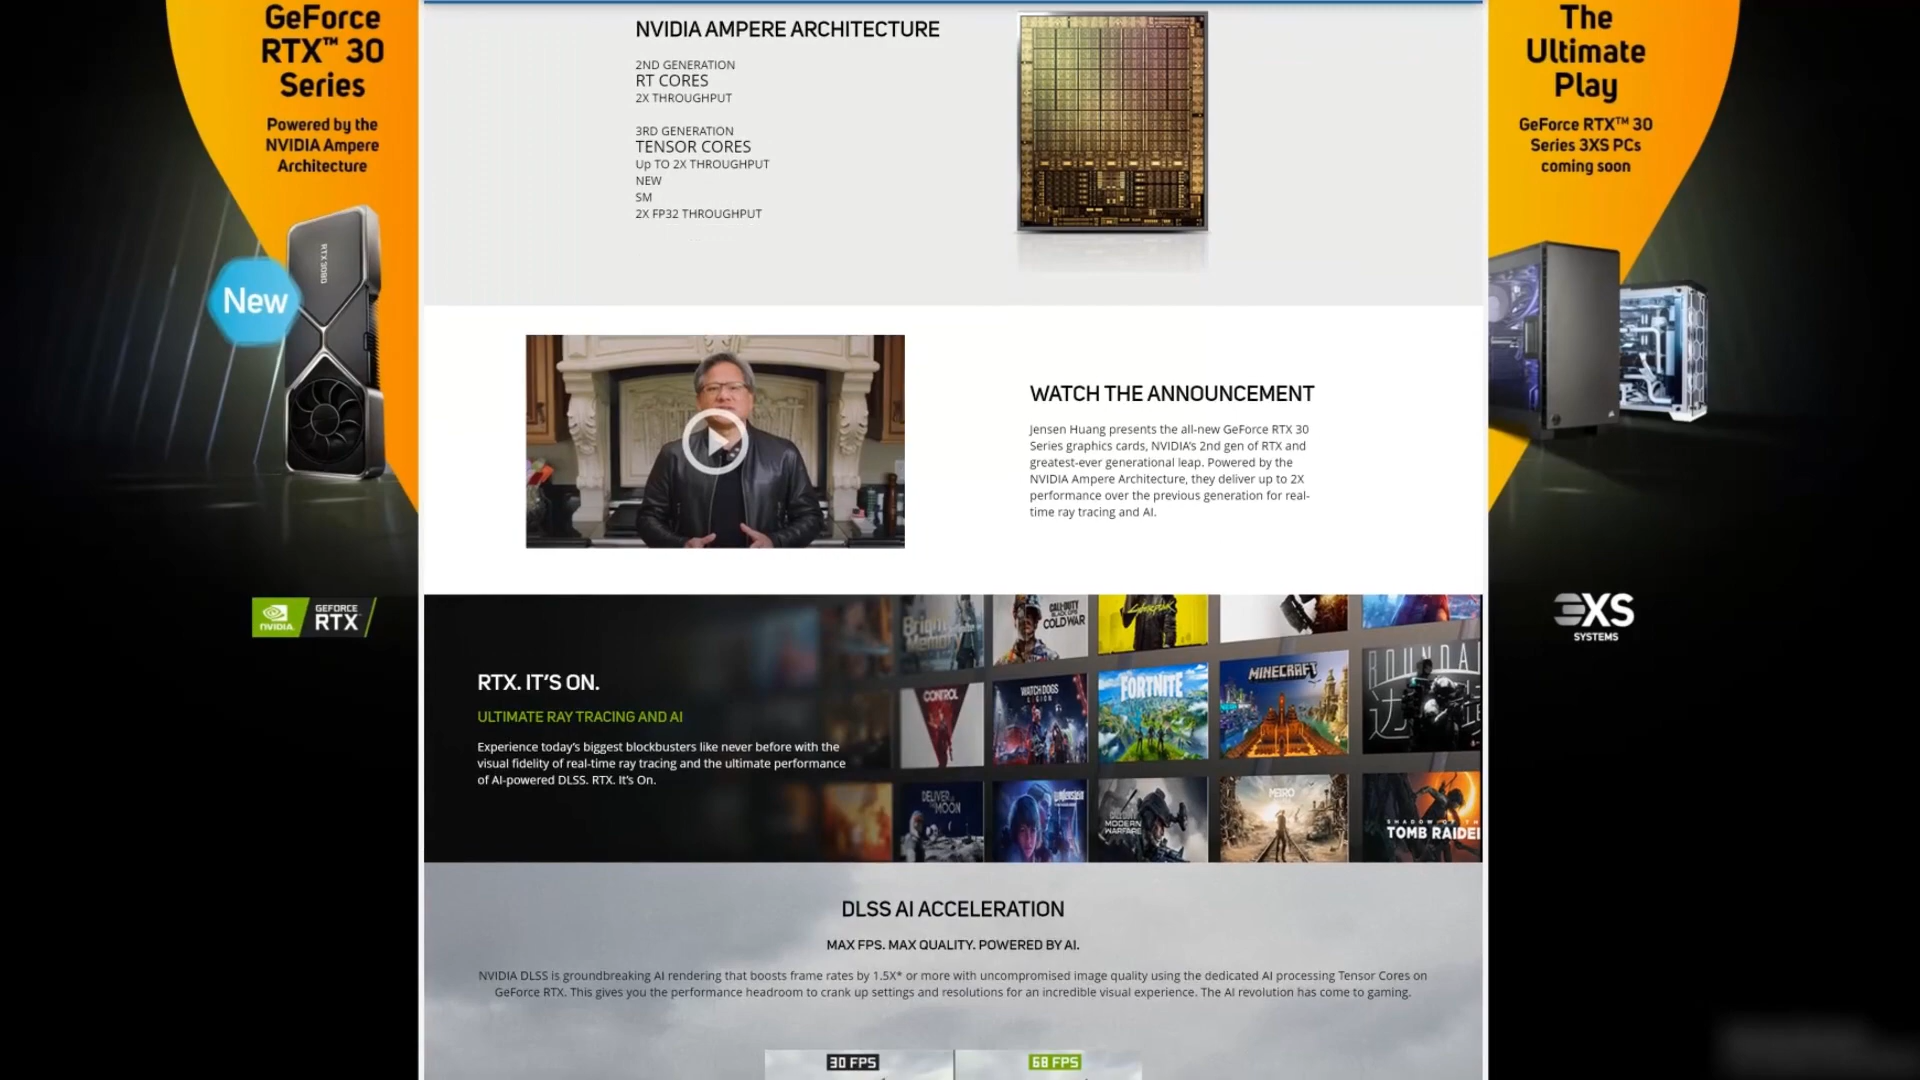 GeForce
RTX™ 30
Series
Powered by the
NVIDIA Ampere
Architecture
RTX 3080
New
NVIDIA.
GEFORCE
RTX
NVIDIA AMPERE ARCHITECTURE
2ND GENERATION
RT CORES
2X THROUGHPUT
3RD GENERATION
TENSOR CORES
Up TO 2X THROUGHPUT
NEW
SM
2X FP32 THROUGHPUT
WATCH THE ANNOUNCEMENT
Jensen Huang presents the all-new GeForce RTX 30
Series graphics cards, NVIDIA's 2nd gen of RTX and
greatest-ever generational leap. Powered by the
NVIDIA Ampere Architecture, they deliver up to 2X
performance over the previous generation for real-
time ray tracing and AI.
RTX. IT'S ON.
ULTIMATE RAY TRACING AND AI
Experience today's biggest blockbusters like never before with the
visual fidelity of real-time ray tracing and the ultimate performance
of AI-powered DLSS. RTX. It's On.
Bright
Memory
CALL OF DUTY
BLACK OPS
COLD WAR
Cyberpunk
CONTROL
WATCH DOGS
LEGION
FORTNITE
MINECRAFT
DELIVER US
THE MOON
Wolfenstein
CALL OF DUTY
MODERN
WARFARE
METRO
SHADOW OF THE
TOMB RAIDE
DLSS AI ACCELERATION
MAX FPS. MAX QUALITY. POWERED BY AI.
NVIDIA DLSS is groundbreaking AI rendering that boosts frame rates by 1.5X* or more with uncompromised image quality using the dedicated AI processing Tensor Cores on
GeForce RTX. This gives you the performance headroom to crank up settings and resolutions for an incredible visual experience. The AI revolution has come to gaming.
30 FPS
68 FPS
The
Ultimate
Play
GeForce RTX™ 30
Series 3XS PCs
coming soon
3XS
SYSTEMS